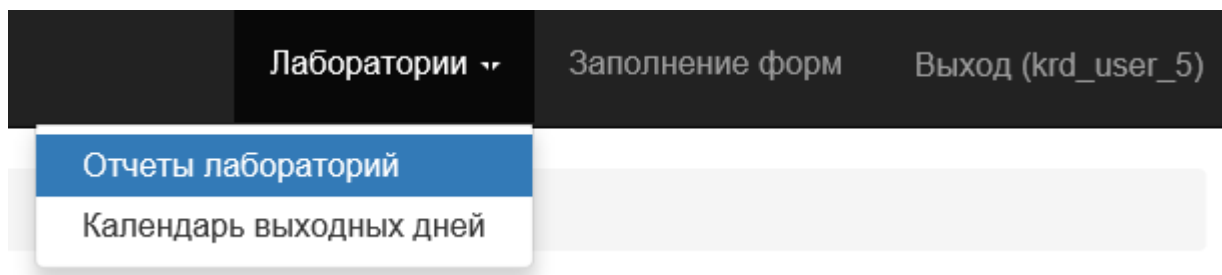 Лаборатории Заполнение форм Выход (krd_user_5)
Отчеты лабораторий
Календарь выходных дней